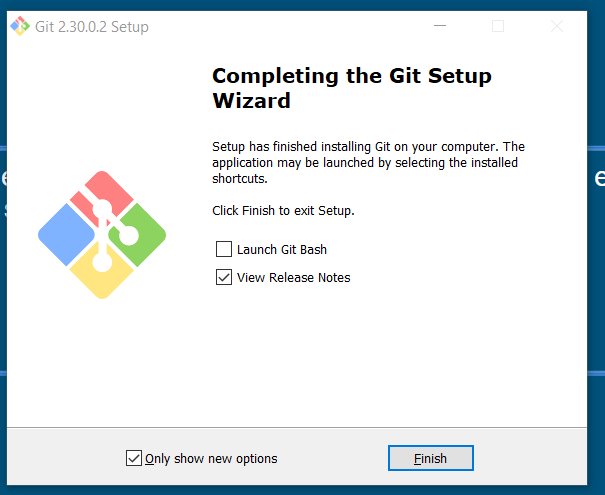 Git 2.30.0.2 Setup
Completing the Git Setup
Wizard
Setup has finished installing Git on your computer. The
application may be launched by selecting the installed
shortcuts.
Click Finish to exit Setup.
Launch Git Bash
View Release Notes
Only show new options
Finish